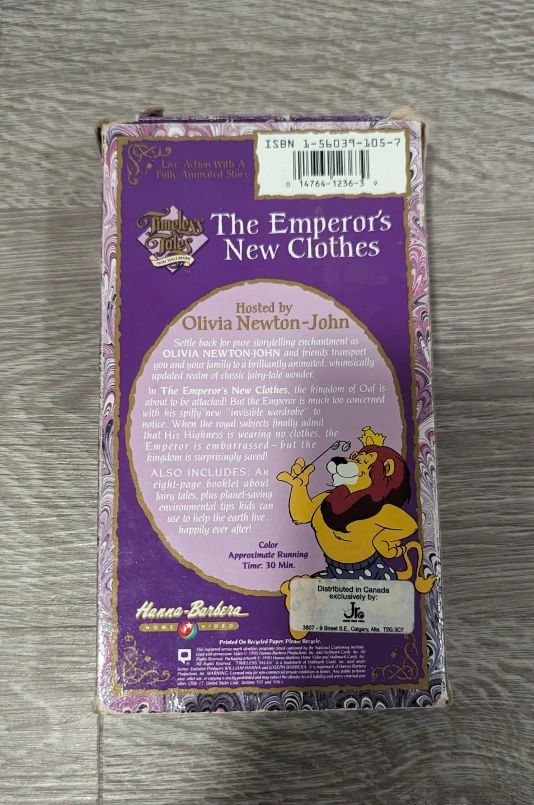 Live Action With A
Fully Animated Story
ISBN 1-56039-105-7
0 14764-1236-3 9
Timeless
Tales
FROM HALLMARK
The Emperor's
New Clothes
Hosted by
Olivia Newton-John
Settle back for pure storytelling enchantment as
OLIVIA NEWTON-JOHN and friends transport
you and your family to a brilliantly animated, whimsically
updated realm of classic fairy-tale wonder.
In The Emperor's New Clothes, the kingdom of Oaf is
about to be attacked! But the Emperor is much too concerned
with his spiffy new "invisible wardrobe" to
notice. When the royal subjects finally admit
that His Highness is wearing no clothes, the
Emperor is embarrassed—but the
kingdom is surprisingly saved!
ALSO INCLUDES: An
eight-page booklet about
fairy tales, plus planet-saving
environmental tips kids can
use to help the earth live...
happily ever after!
Color
Approximate Running
Time: 30 Min.
Distributed in Canada
exclusively by:
Jr
3807 - 9 Street S.E., Calgary, Alta. T2G 3C7
Hanna-Barbera
HOME VIDEO
Printed On Recycled Paper. Please Recycle.